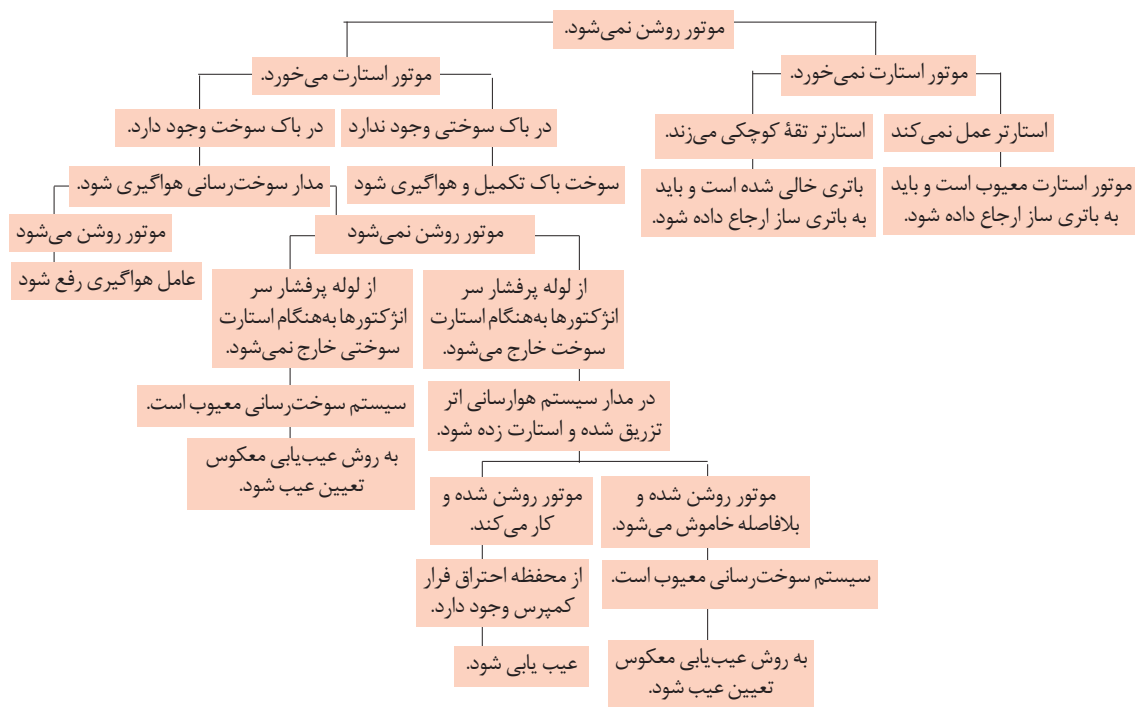 موتور روشن نمی‌شود.
موتور استارت نمی‌خورد.
موتور استارت می‌خورد.
استارتر عمل نمی‌کند
استارتر تقهٔ کوچکی می‌زند.
در باک سوختی وجود ندارد
در باک سوخت وجود دارد.
موتور استارت معیوب است و باید
به باتری ساز ارجاع داده شود.
باتری خالی شده است و باید
به باتری ساز ارجاع داده شود.
سوخت باک تکمیل و هواگیری شود
مدار سوخت‌رسانی هواگیری شود.
موتور روشن نمی‌شود
موتور روشن می‌شود
عامل هواگیری رفع شود
از لوله پرفشار سر
انژکتورها به‌هنگام استارت
سوخت خارج می‌شود.
از لوله پرفشار سر
انژکتورها به‌هنگام استارت
سوختی خارج نمی‌شود.
در مدار سیستم هوارسانی اتر
تزریق شده و استارت زده شود.
سیستم سوخت‌رسانی معیوب است.
به روش عیب‌یابی معکوس
تعیین عیب شود.
موتور روشن شده و
بلافاصله خاموش می‌شود.
موتور روشن شده و
کار می‌کند.
سیستم سوخت‌رسانی معیوب است.
از محفظه احتراق فرار
کمپرس وجود دارد.
به روش عیب‌یابی معکوس
تعیین عیب شود.
عیب یابی شود.